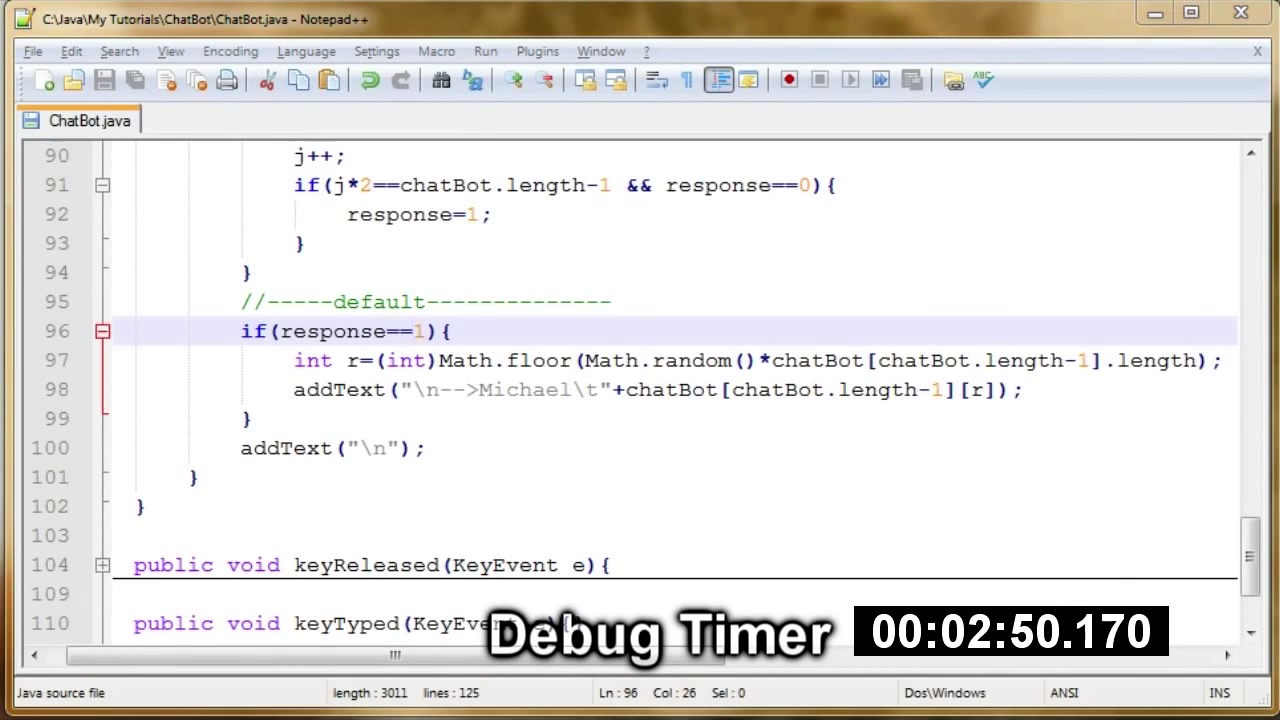 C:\Java\My Tutorials\ChatBot\ChatBot.java - Notepad++
File Edit Search View Encoding Language Settings Macro Run Plugins Window ? X
ChatBot.java
90 j++;
91 if(j*2==chatBot.length-1 && response==0){
92 response=1;
93 }
94 }
95 //-----default--------------
96 if(response==1){
97 int r=(int)Math.floor(Math.random()*chatBot[chatBot.length-1].length);
98 addText("\n-->Michael\t"+chatBot[chatBot.length-1][r]);
99 }
100 addText("\n");
101 }
102 }
103
104 public void keyReleased(KeyEvent e){
109
110 public void keyTyped(KeyEvent e){
Debug Timer 00:02:50.170
Java source file length : 3011 lines : 125 Ln : 96 Col : 26 Sel : 0 Dos\Windows ANSI INS